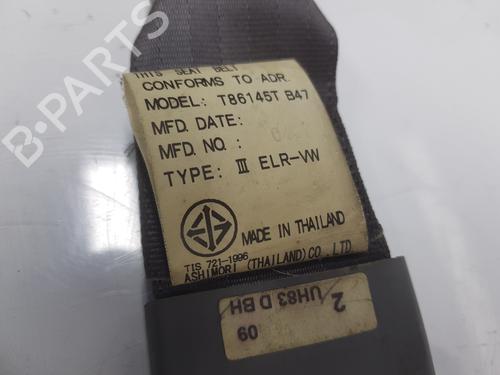 THIS SEAT BELT
CONFORMS TO ADR.
MODEL: T86145T B47
MFD. DATE:
MFD. NO. :
TYPE: III ELR-VW
MADE IN THAILAND
TIS 721-1996
ASHIMORI (THAILAND) CO., LTD.
2
UH83 D BH
09
B-PARTS